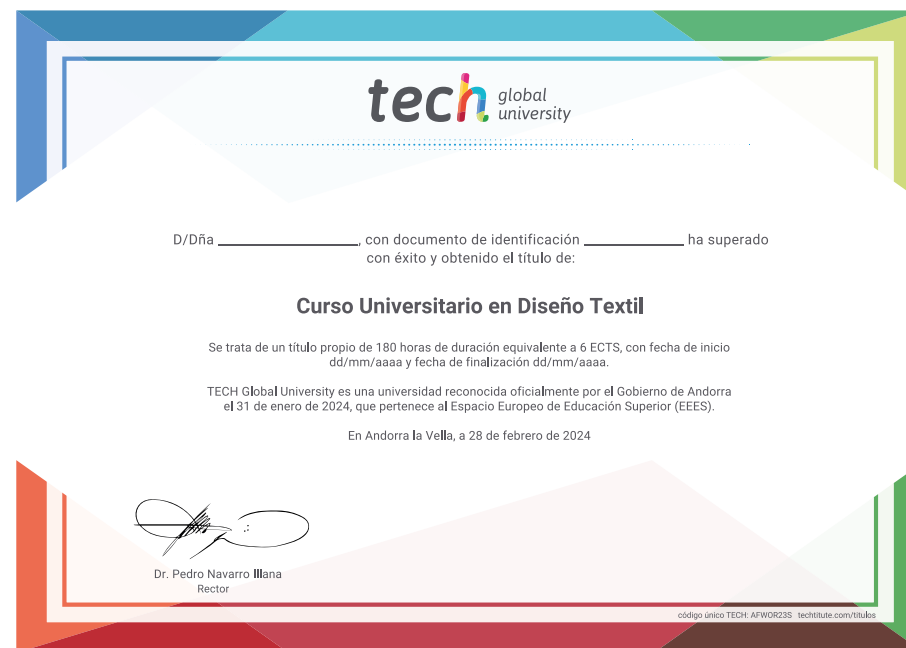 tech global university
D/Dña ____________________, con documento de identificación ______________ ha superado
con éxito y obtenido el título de:
Curso Universitario en Diseño Textil
Se trata de un título propio de 180 horas de duración equivalente a 6 ECTS, con fecha de inicio
dd/mm/aaaa y fecha de finalización dd/mm/aaaa.
TECH Global University es una universidad reconocida oficialmente por el Gobierno de Andorra
el 31 de enero de 2024, que pertenece al Espacio Europeo de Educación Superior (EEES).
En Andorra la Vella, a 28 de febrero de 2024
Dr. Pedro Navarro Illana
Rector
código único TECH: AFWOR23S techtitute.com/titulos